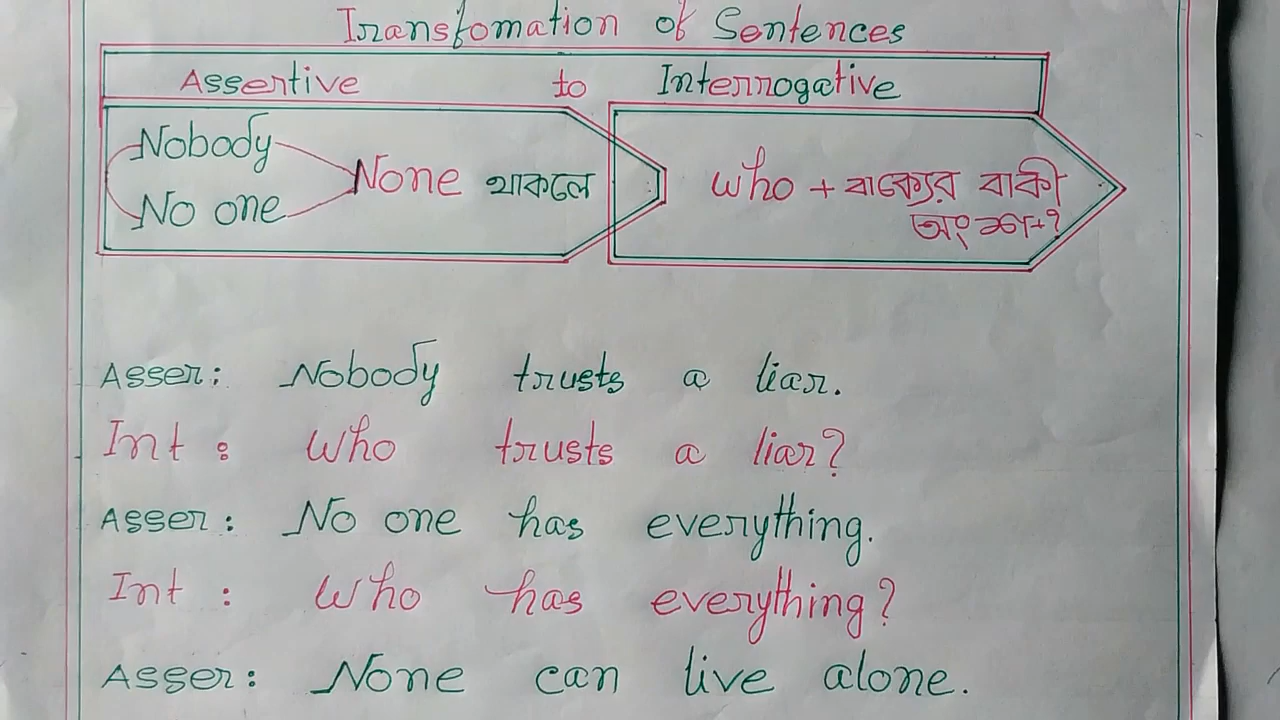 Transfomation of Sentences
Assertive to Interrogative
Nobody
No one
None থাকলে
who + বাক্যের বাকী
অংশ+?
Asser: Nobody trusts a liar.
Int : Who trusts a liar?
Asser: No one has everything.
Int : Who has everything?
Asser: None can live alone.